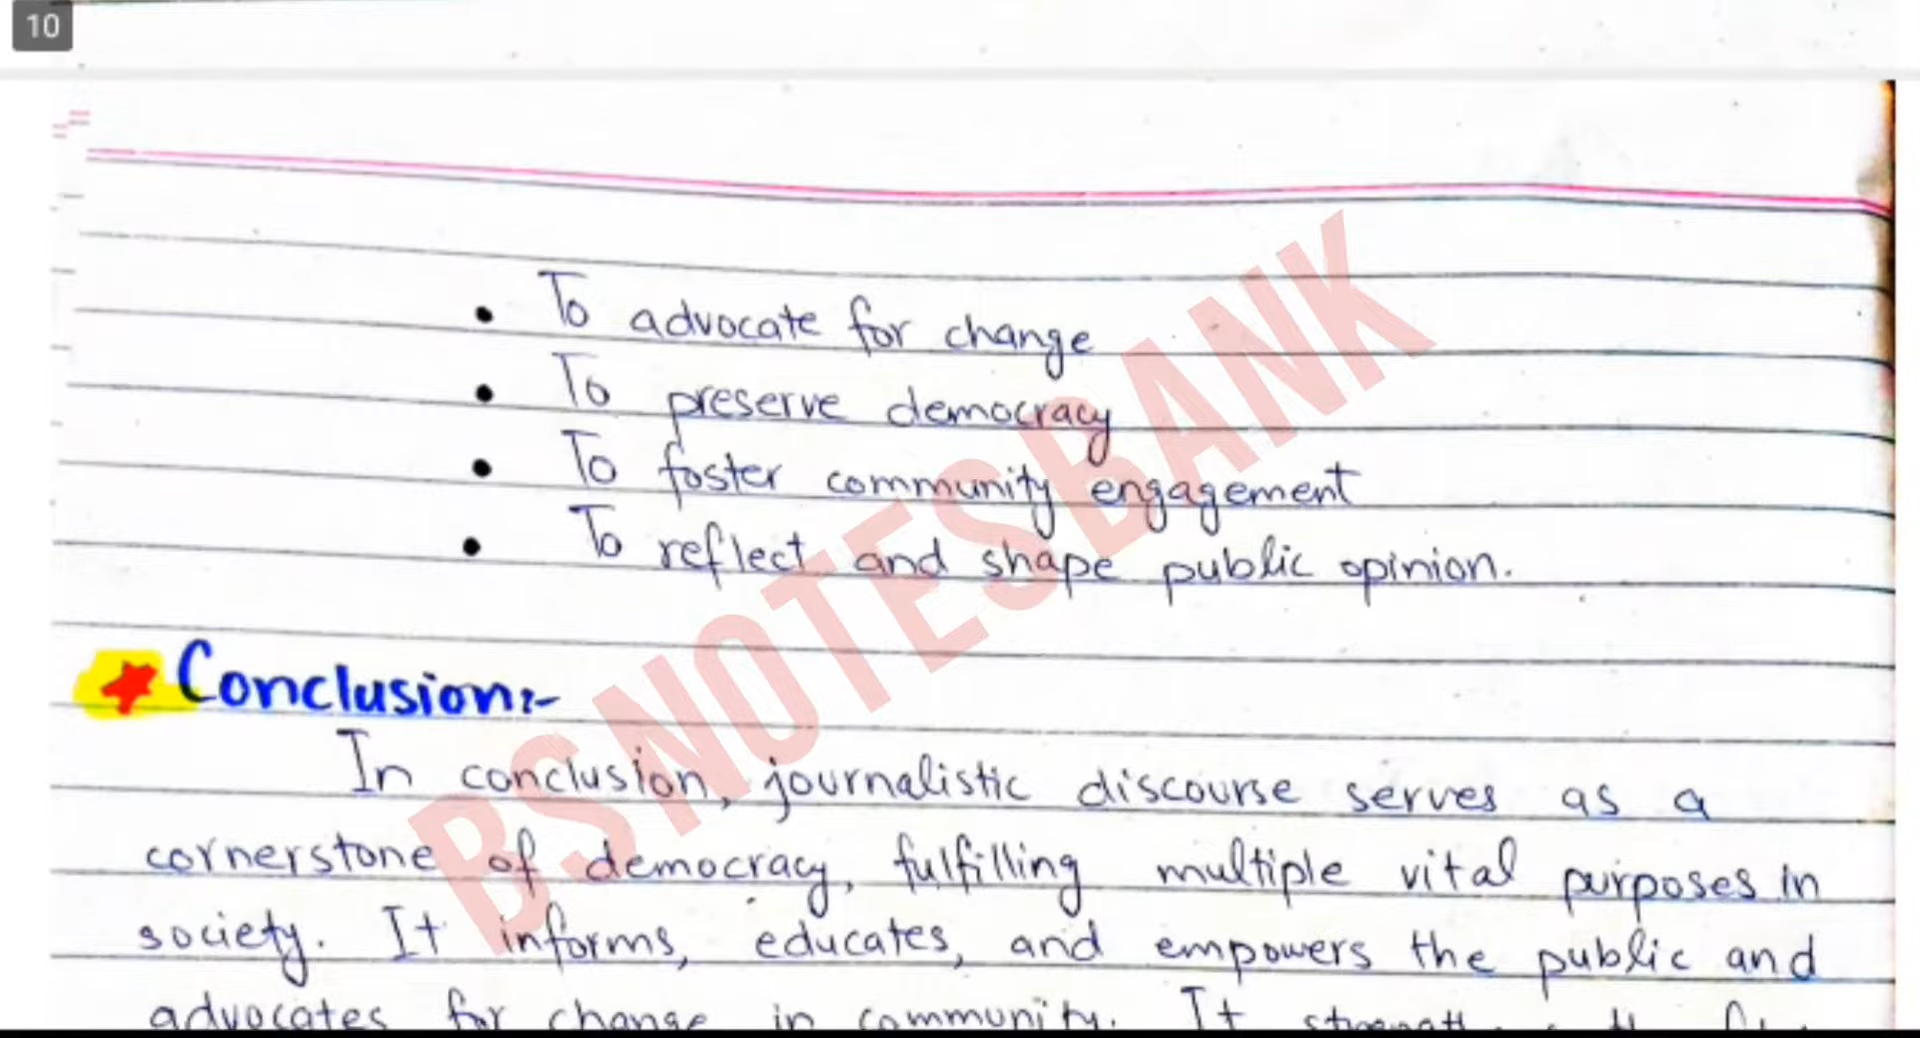 10
• To advocate for change
• To preserve democracy
• To foster community engagement
• To reflect and shape public opinion.
Conclusion:-
In conclusion, journalistic discourse serves as a
cornerstone of democracy, fulfilling multiple vital purposes in
society. It informs, educates, and empowers the public and
advocates for change in community. It
BSNOTESBANK